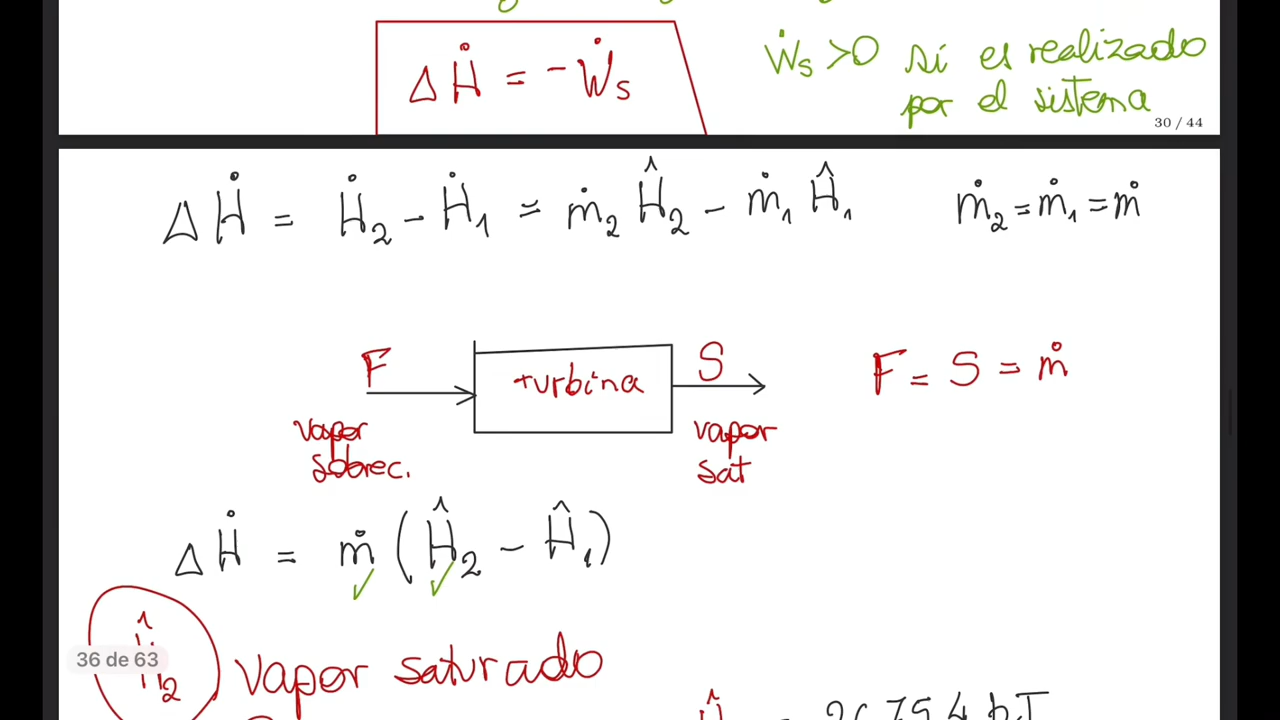 ΔḢ = -Ẇs
Ẇs >0 si es realizado
por el sistema
30 / 44
ΔḢ = Ḣ₂ - Ḣ₁ = ṁ₂ Ĥ₂ - ṁ₁ Ĥ₁ ṁ₂ = ṁ₁ = ṁ
F turbina S F = S = ṁ
vapor sobrec.
vapor sat
ΔḢ = ṁ (Ĥ₂ - Ĥ₁)
36 de 63
Ĥ₂ vapor saturado